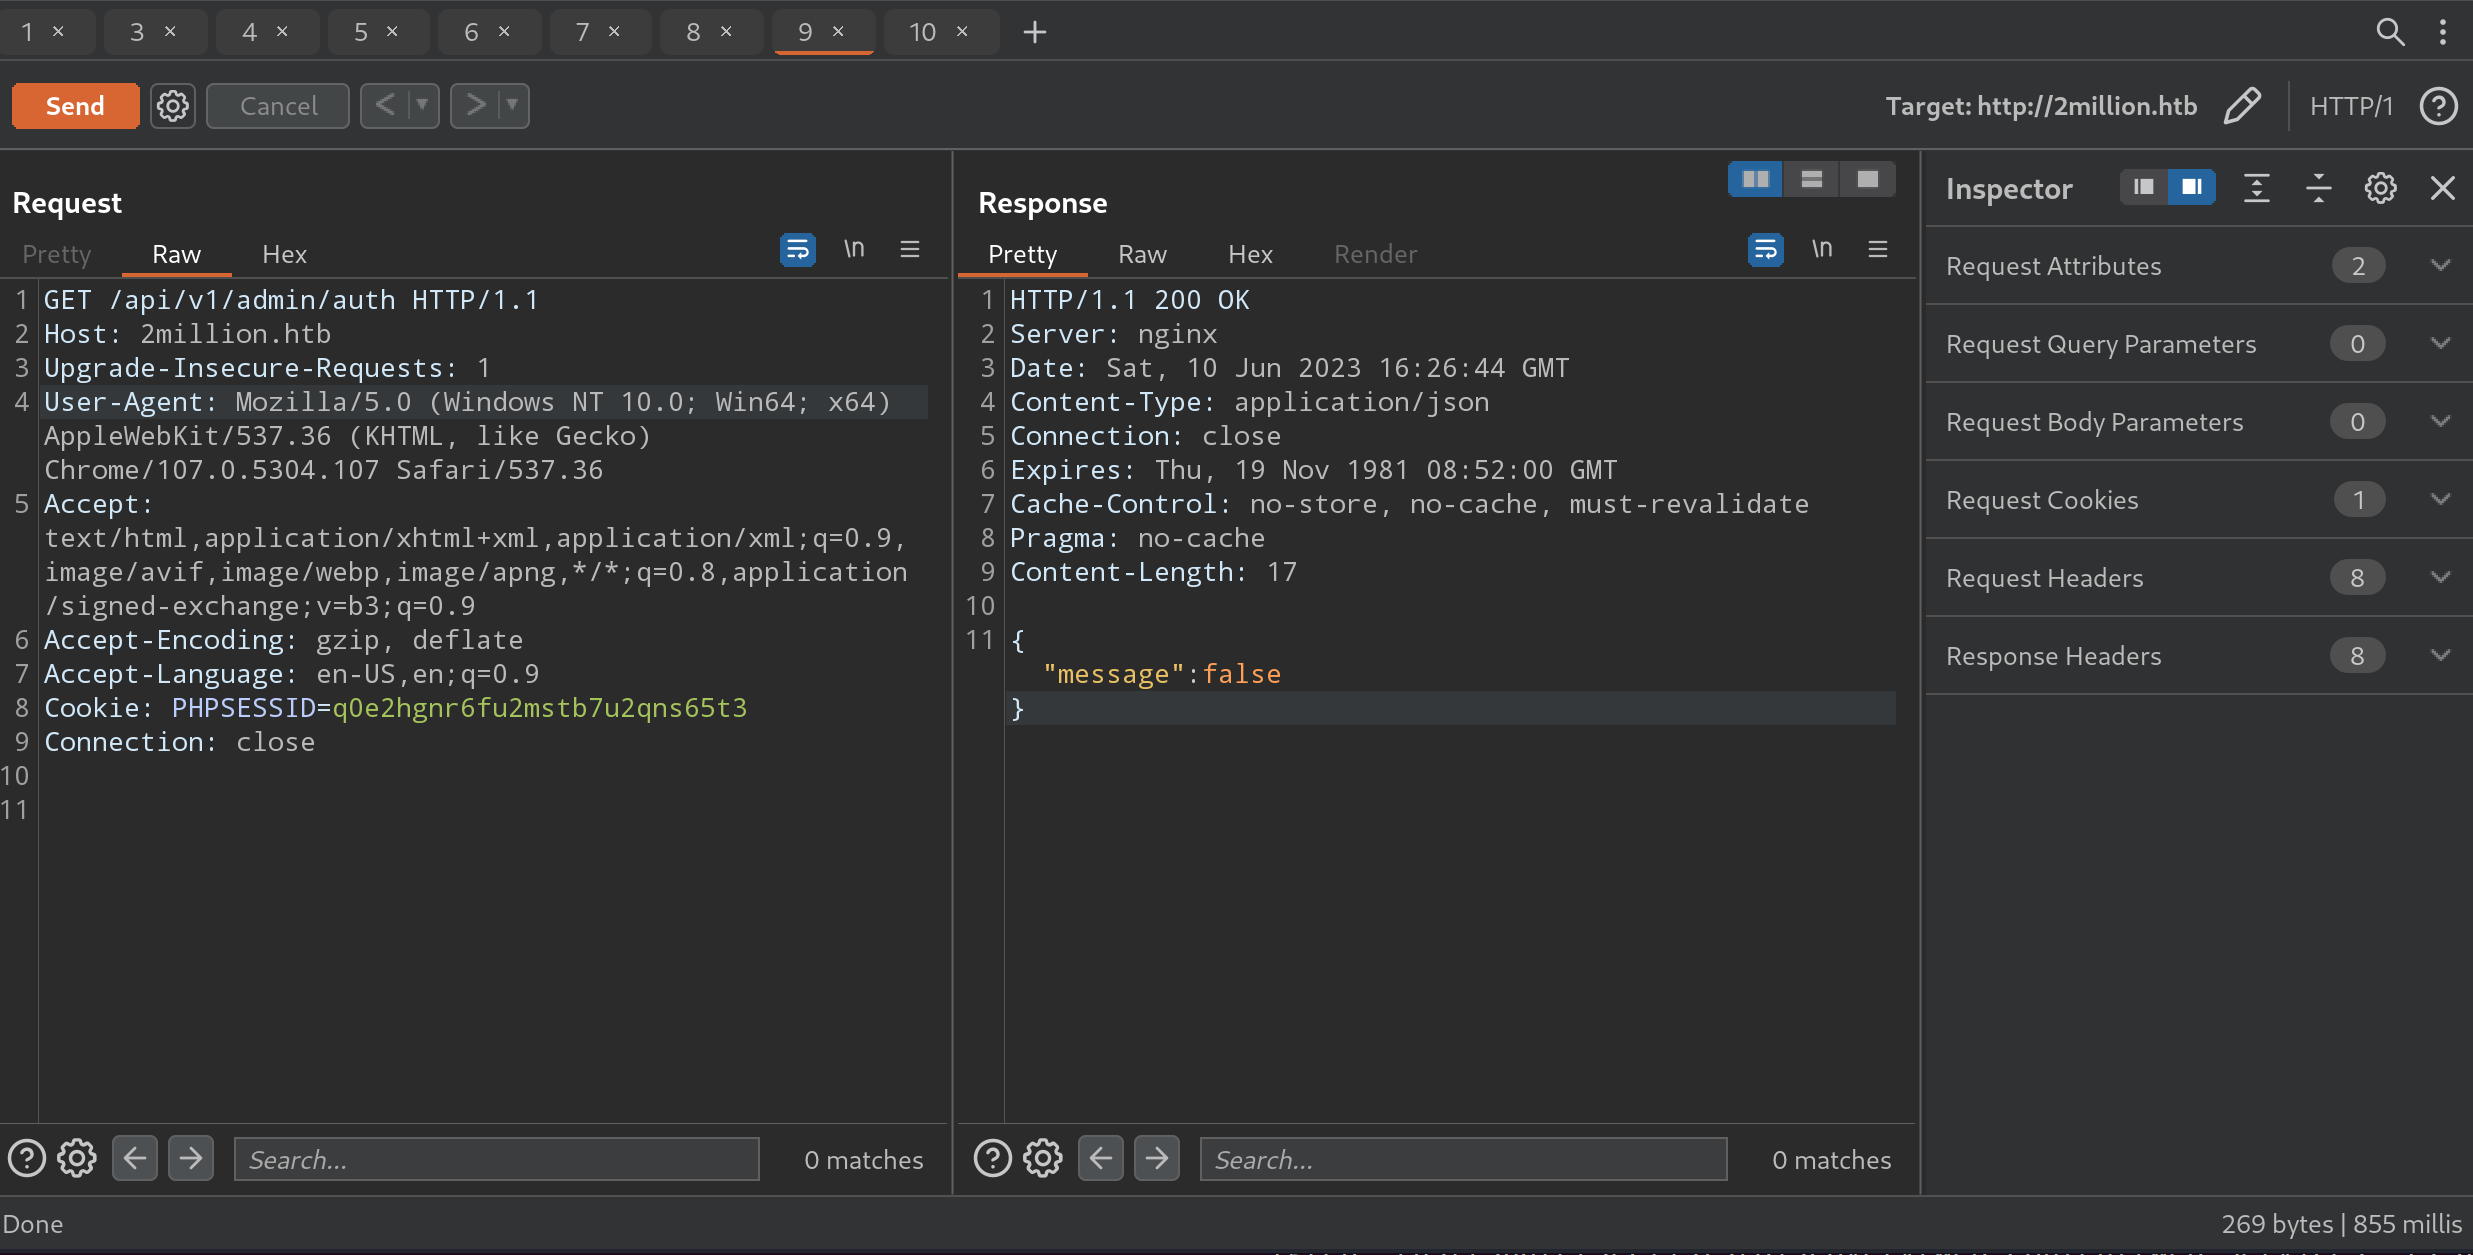 1 × 3 × 4 × 5 × 6 × 7 × 8 × 9 × 10 × +
Send Cancel < > Target: http://2million.htb HTTP/1 ?
Request
Pretty Raw Hex \n
1 GET /api/v1/admin/auth HTTP/1.1
2 Host: 2million.htb
3 Upgrade-Insecure-Requests: 1
4 User-Agent: Mozilla/5.0 (Windows NT 10.0; Win64; x64)
AppleWebKit/537.36 (KHTML, like Gecko)
Chrome/107.0.5304.107 Safari/537.36
5 Accept:
text/html,application/xhtml+xml,application/xml;q=0.9,
image/avif,image/webp,image/apng,*/*;q=0.8,application
/signed-exchange;v=b3;q=0.9
6 Accept-Encoding: gzip, deflate
7 Accept-Language: en-US,en;q=0.9
8 Cookie: PHPSESSID=q0e2hgnr6fu2mstb7u2qns65t3
9 Connection: close
10
11
? Search... 0 matches
Response
Pretty Raw Hex Render \n
1 HTTP/1.1 200 OK
2 Server: nginx
3 Date: Sat, 10 Jun 2023 16:26:44 GMT
4 Content-Type: application/json
5 Connection: close
6 Expires: Thu, 19 Nov 1981 08:52:00 GMT
7 Cache-Control: no-store, no-cache, must-revalidate
8 Pragma: no-cache
9 Content-Length: 17
10
11 {
"message":false
}
? Search... 0 matches
Inspector
Request Attributes 2
Request Query Parameters 0
Request Body Parameters 0
Request Cookies 1
Request Headers 8
Response Headers 8
Done 269 bytes | 855 millis